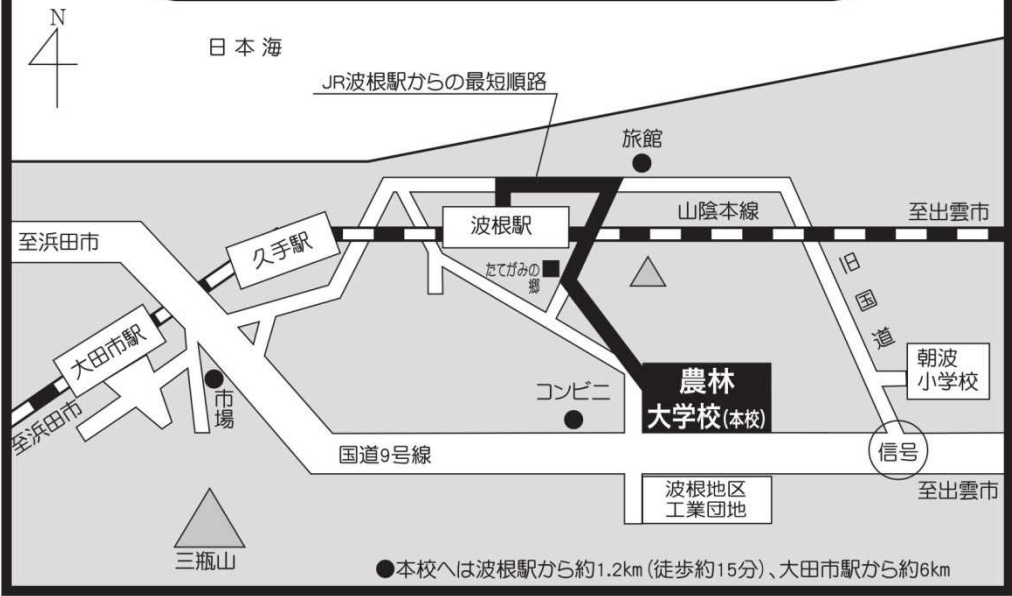 N
日本海
JR波根駅からの最短順路
旅館
山陰本線
至出雲市
波根駅
至浜田市
久手駅
たてがみの
郷
旧国道
大田市駅
朝波
小学校
農林
大学校(本校)
コンビニ
市場
至浜田市
国道9号線
信号
至出雲市
波根地区
工業団地
三瓶山
●本校へは波根駅から約1.2km(徒歩約15分)、大田市駅から約6km